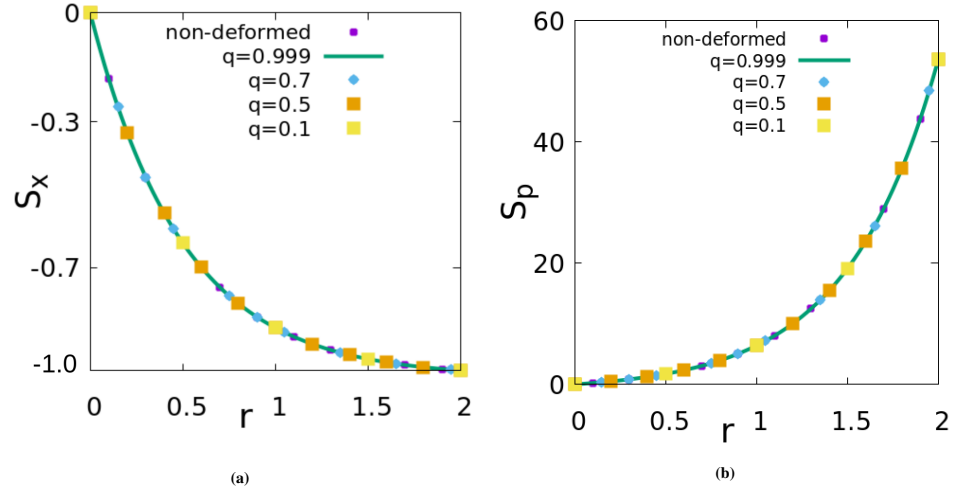 0
-0.3
-0.7
-1.0
S_x
non-deformed
q=0.999
q=0.7
q=0.5
q=0.1
0
0.5
1
1.5
2
r
(a)
60
40
20
0
S_p
non-deformed
q=0.999
q=0.7
q=0.5
q=0.1
0
0.5
1
1.5
2
r
(b)